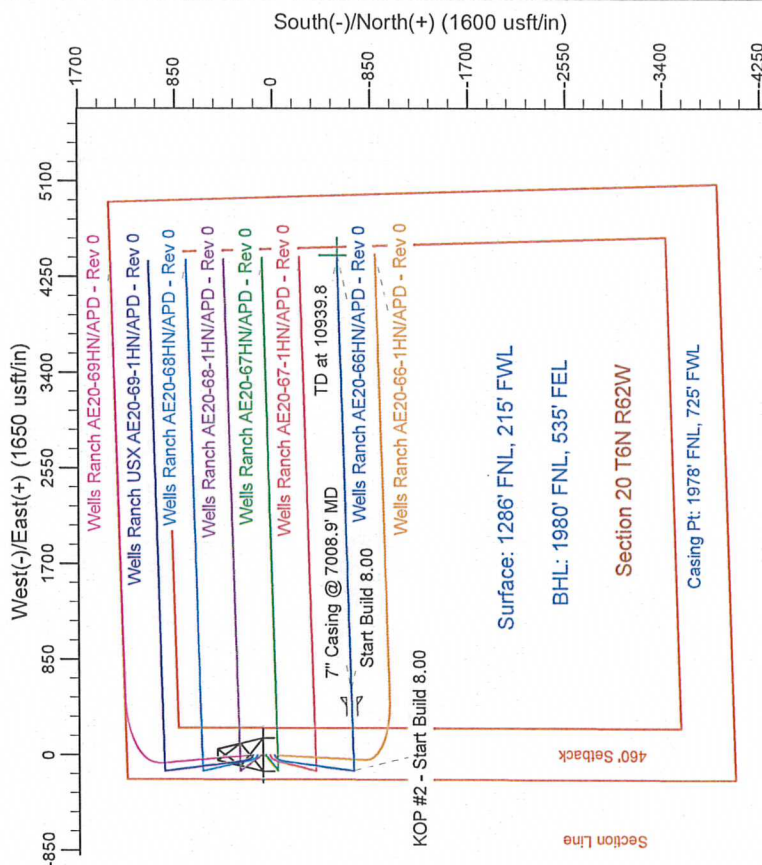 South(-)/North(+) (1600 usft/in)
1700
850
0
-850
-1700
-2550
-3400
-4250
West(-)/East(+) (1650 usft/in)
5100
4250
3400
2550
1700
850
0
-850
Wells Ranch AE20-69HN/APD - Rev 0
Wells Ranch USX AE20-69-1HN/APD - Rev 0
Wells Ranch AE20-68HN/APD - Rev 0
Wells Ranch AE20-68-1HN/APD - Rev 0
Wells Ranch AE20-67HN/APD - Rev 0
Wells Ranch AE20-67-1HN/APD - Rev 0
TD at 10939.8
Wells Ranch AE20-66HN/APD - Rev 0
Wells Ranch AE20-66-1HN/APD - Rev 0
7" Casing @ 7008.9' MD
Start Build 8.00
KOP #2 - Start Build 8.00
Surface: 1286' FNL, 215' FWL
BHL: 1980' FNL, 535' FEL
Section 20 T6N R62W
Casing Pt: 1978' FNL, 725' FWL
460' Setback
Section Line